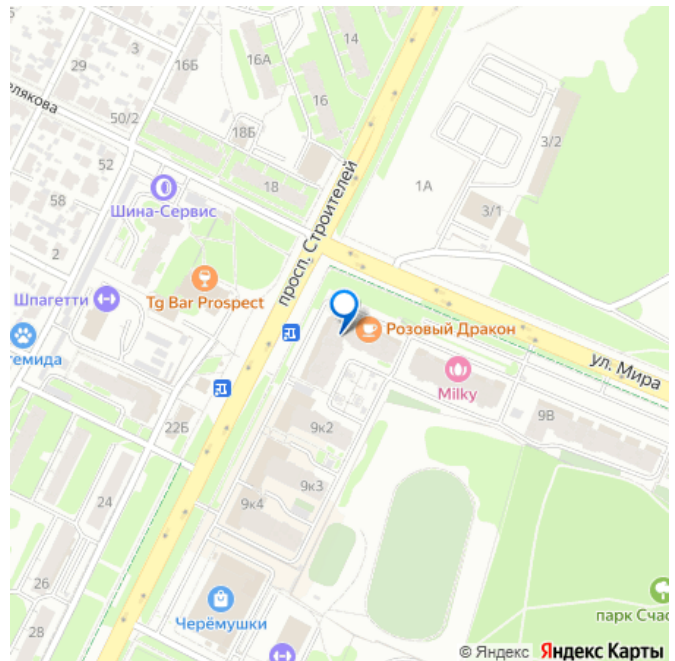 14
3
16Б
16А
29
16
елякова
50/2
18Б
3/2
52
18
1А
Шина-Сервис
58
3/1
просп. Строителей
2
Шпагетти
Tg Bar Prospect
Розовый Дракон
ул. Мира
темида
Milky
22Б
9к2
9В
9к3
24
9к4
26
парк Счас
Черёмушки
28
© Яндекс Яндекс Карты